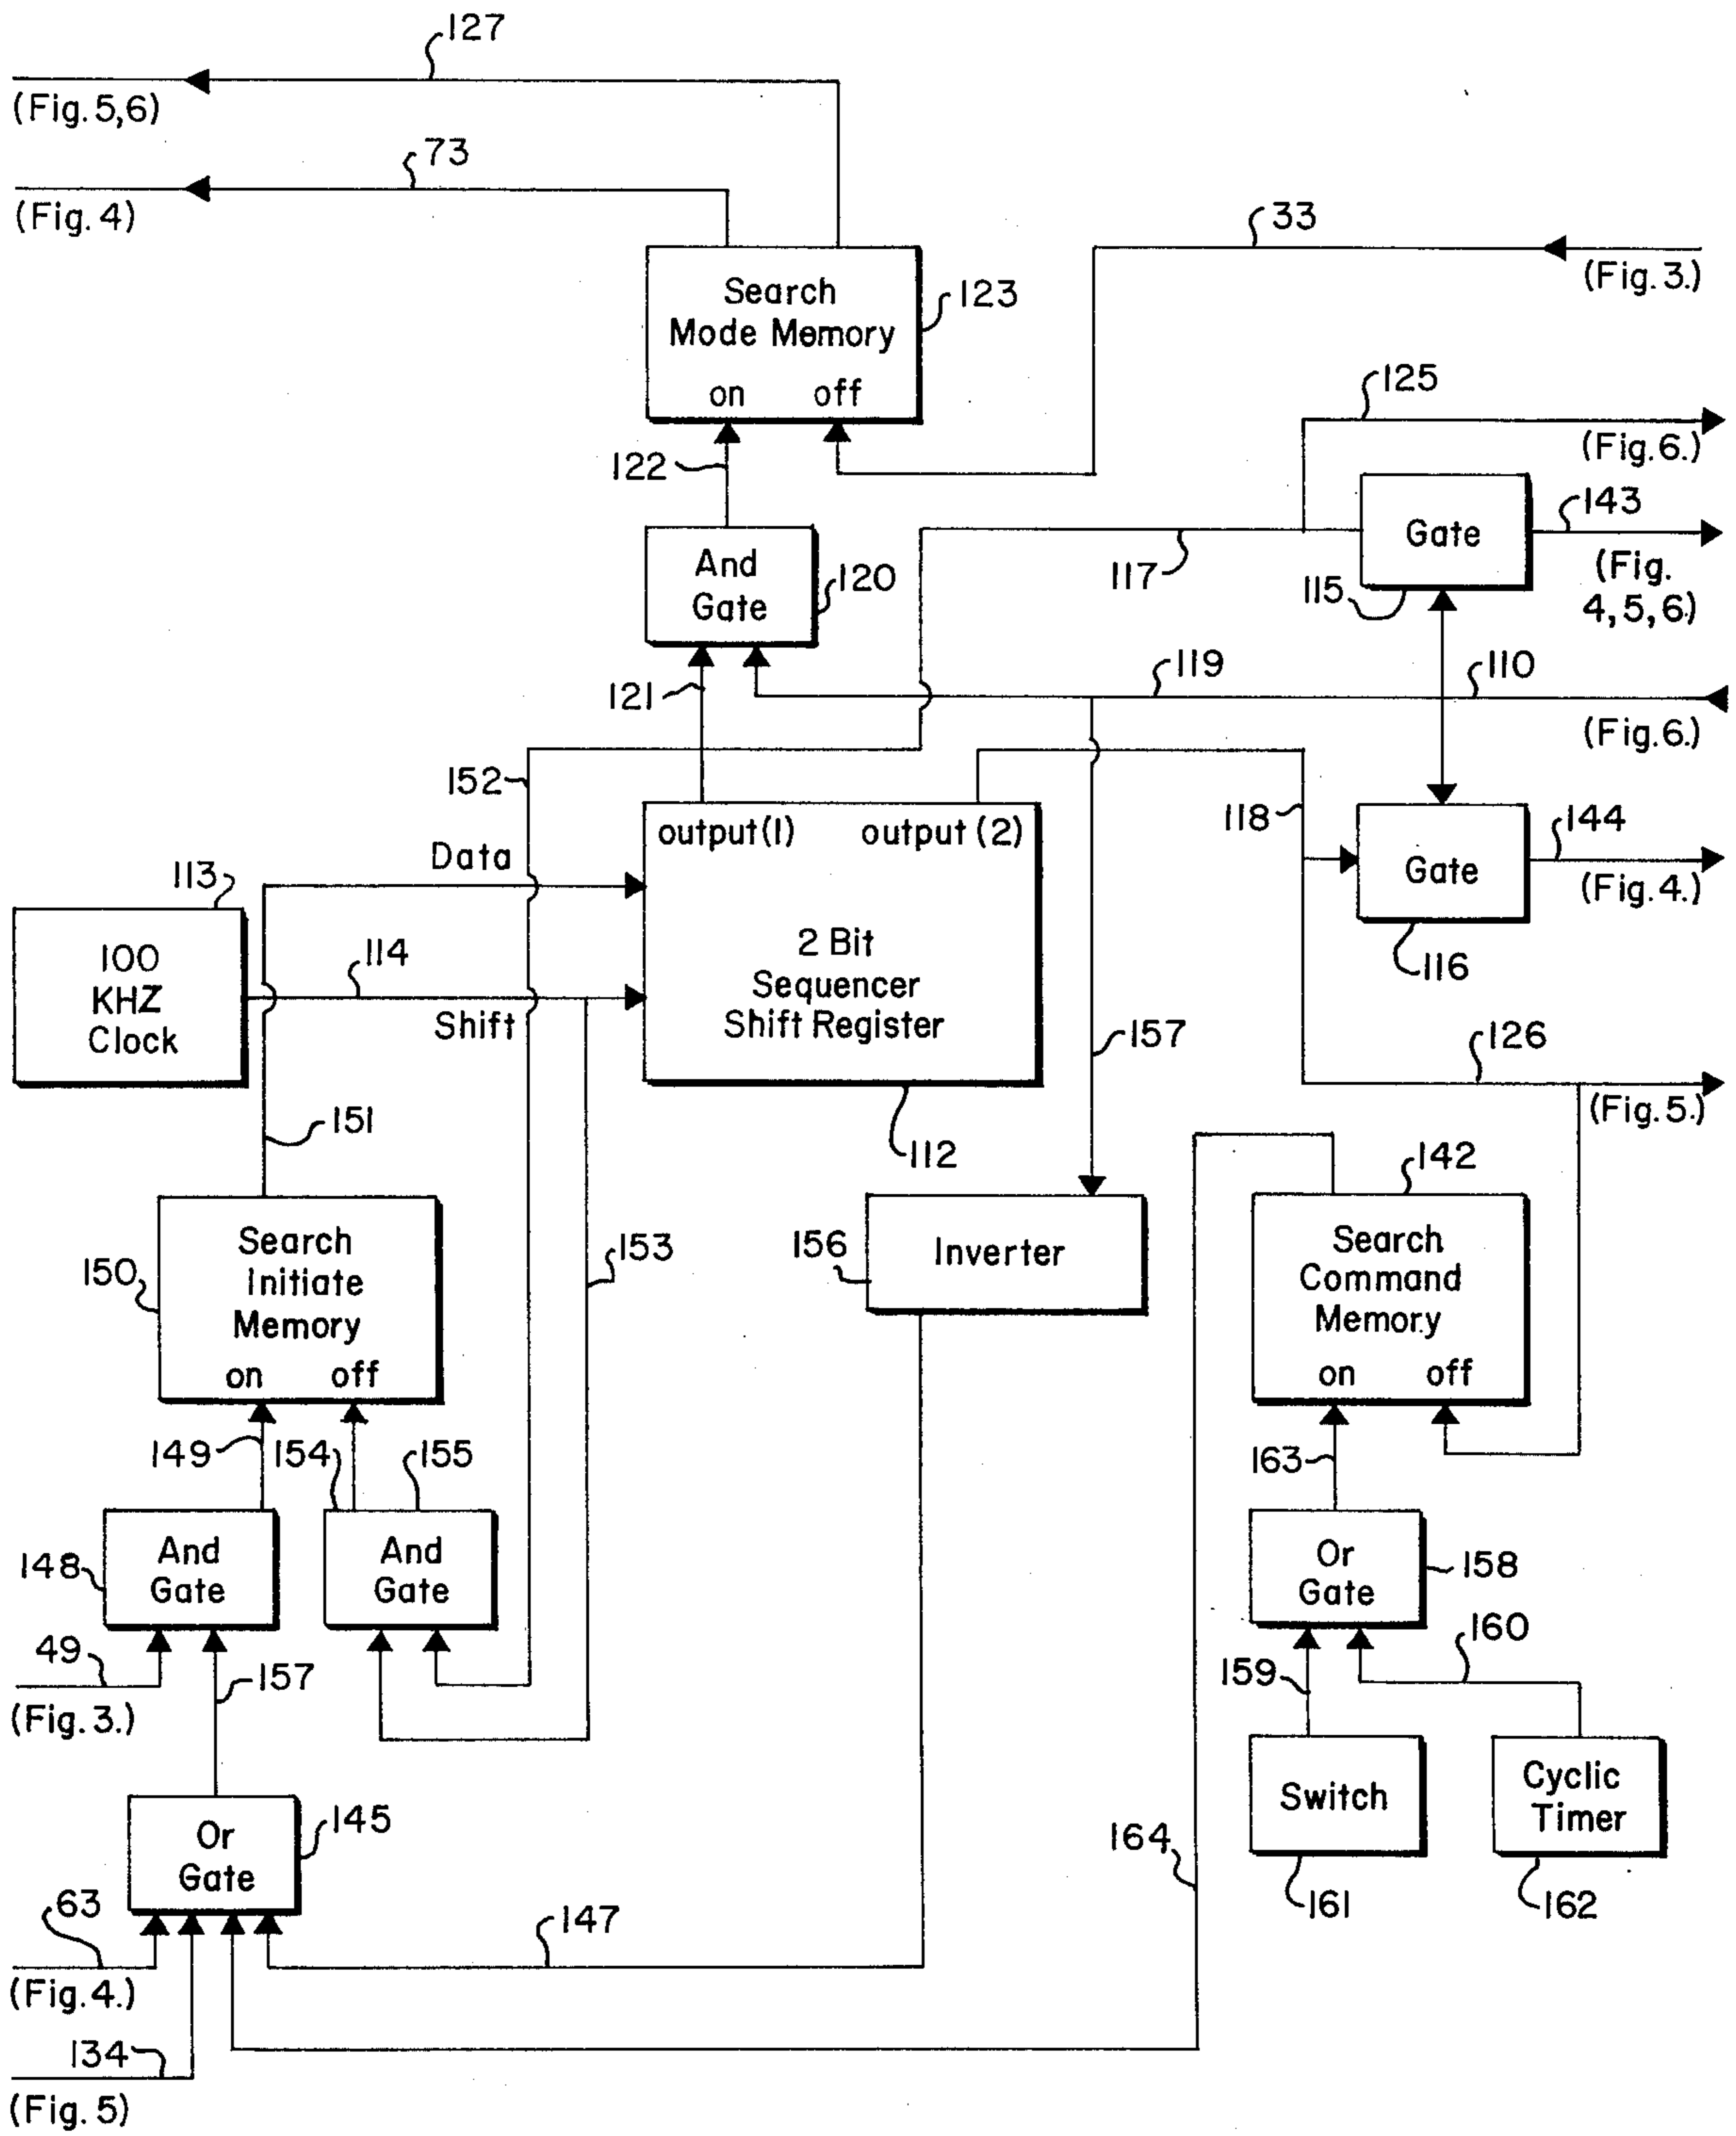 127
(Fig. 5,6)
73
(Fig. 4)
33
(Fig. 3.)
Search
Mode Memory
on off
123
125
(Fig. 6.)
122
And
Gate
120
117
Gate
115
143
(Fig.
4, 5, 6)
121
119
110
(Fig. 6.)
152
118
output (1) output (2)
2 Bit
Sequencer
Shift Register
112
Data
113
100
KHZ
Clock
114
Shift
Gate
116
144
(Fig. 4.)
157
126
(Fig. 5.)
151
142
150
Search
Initiate
Memory
on off
153
156
Inverter
Search
Command
Memory
on off
149
154
155
163
148
And
Gate
And
Gate
Or
Gate
158
49
(Fig. 3.)
157
159
160
145
Or
Gate
164
Switch
161
Cyclic
Timer
162
63
(Fig. 4.)
147
134
(Fig. 5)